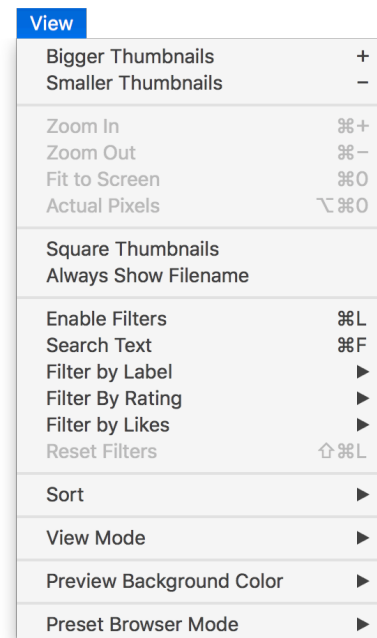 View
Bigger Thumbnails +
Smaller Thumbnails −
Zoom In ⌘+
Zoom Out ⌘−
Fit to Screen ⌘0
Actual Pixels ⌥⌘0
Square Thumbnails
Always Show Filename
Enable Filters ⌘L
Search Text ⌘F
Filter by Label ▶
Filter By Rating ▶
Filter by Likes ▶
Reset Filters ⇧⌘L
Sort ▶
View Mode ▶
Preview Background Color ▶
Preset Browser Mode ▶